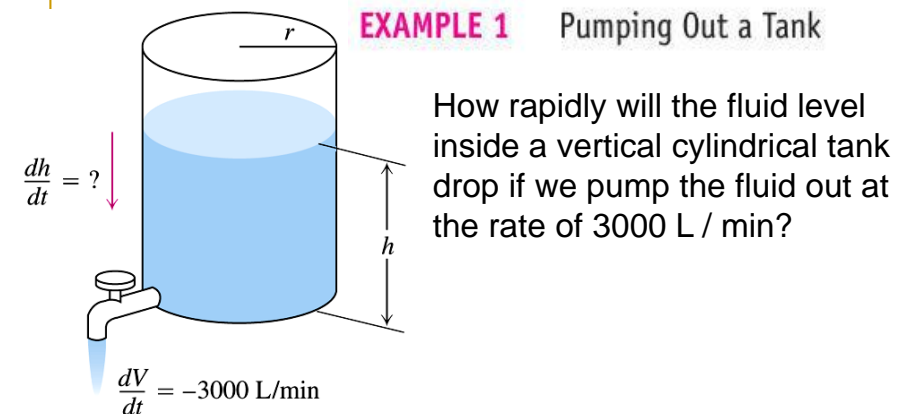 EXAMPLE 1 Pumping Out a Tank
r
How rapidly will the fluid level
inside a vertical cylindrical tank
drop if we pump the fluid out at
the rate of 3000 L / min?
dh/dt = ?
h
dV/dt = −3000 L/min